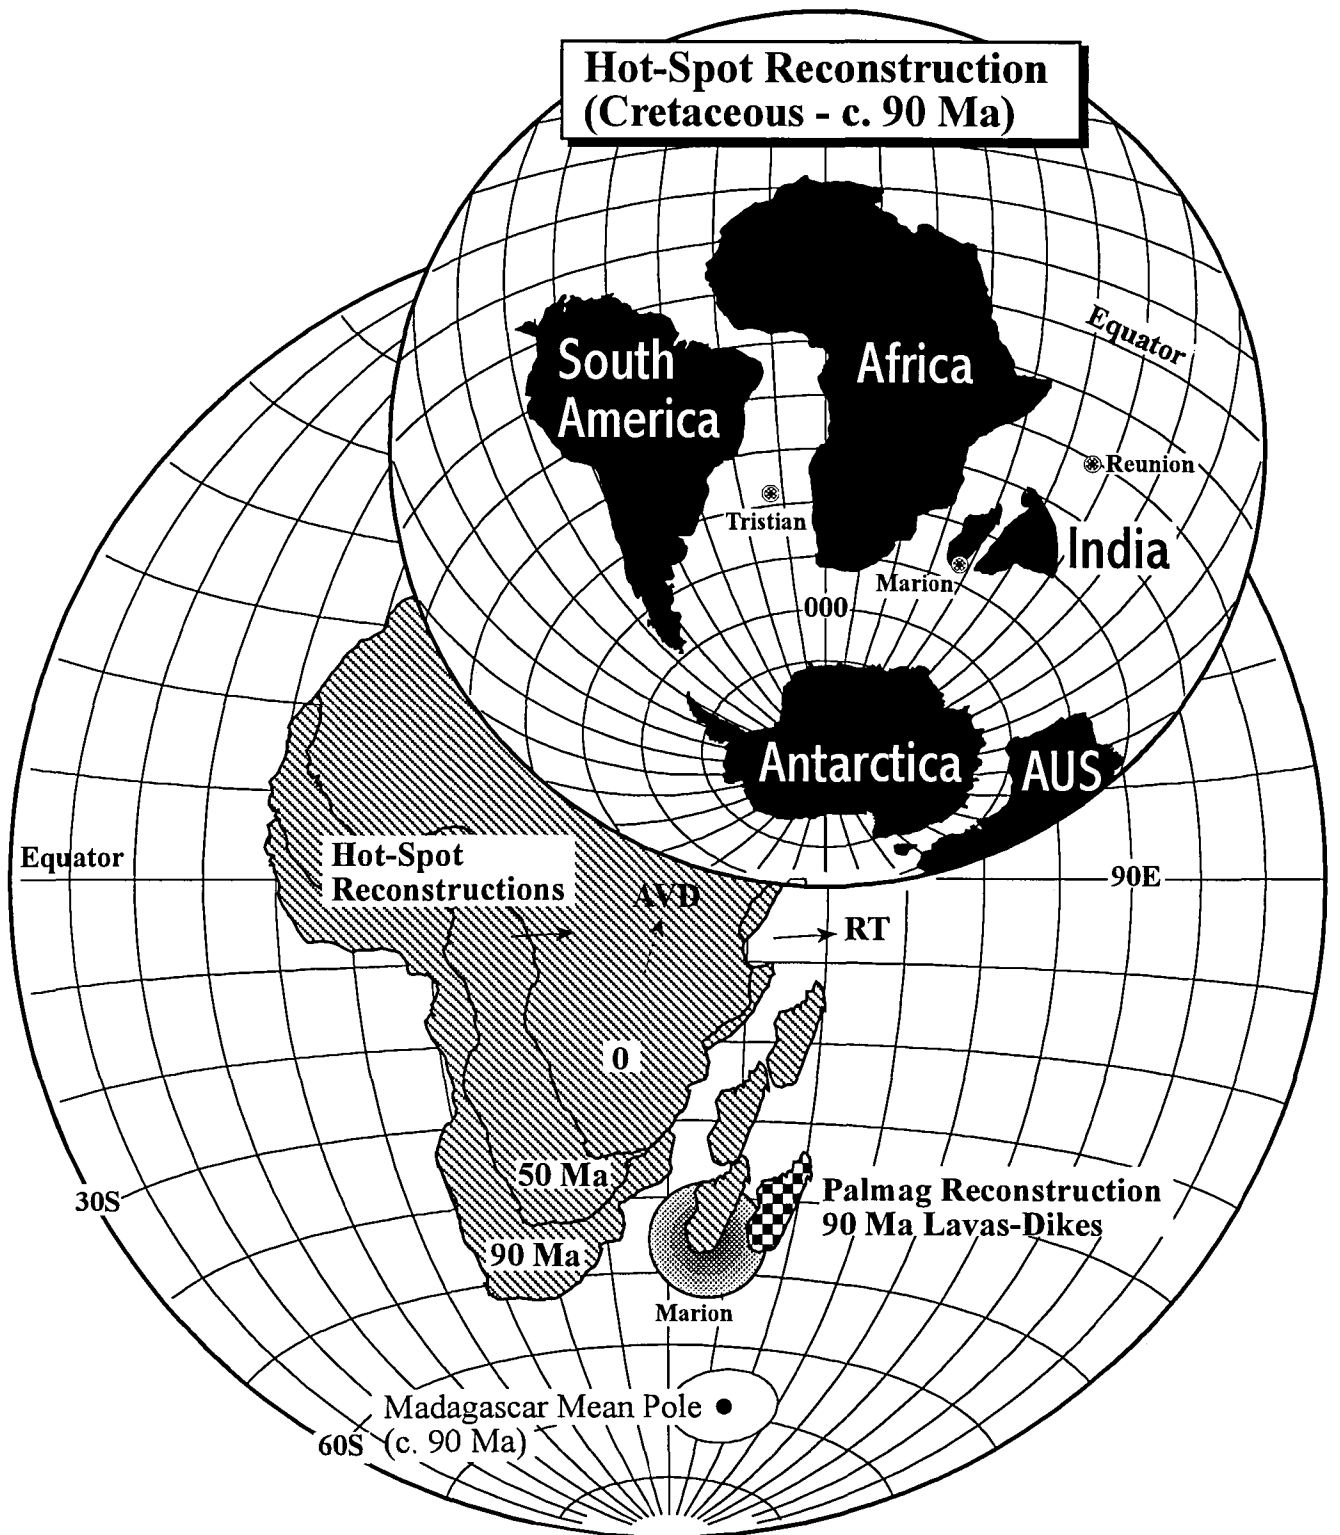 Hot-Spot Reconstruction
(Cretaceous - c. 90 Ma)
South
America
Africa
Equator
Reunion
Tristian
India
Marion
000
Antarctica
AUS
Equator
Hot-Spot
Reconstructions
AVD
RT
90E
0
50 Ma
30S
90 Ma
Palmag Reconstruction
90 Ma Lavas-Dikes
Marion
Madagascar Mean Pole
60S
(c. 90 Ma)